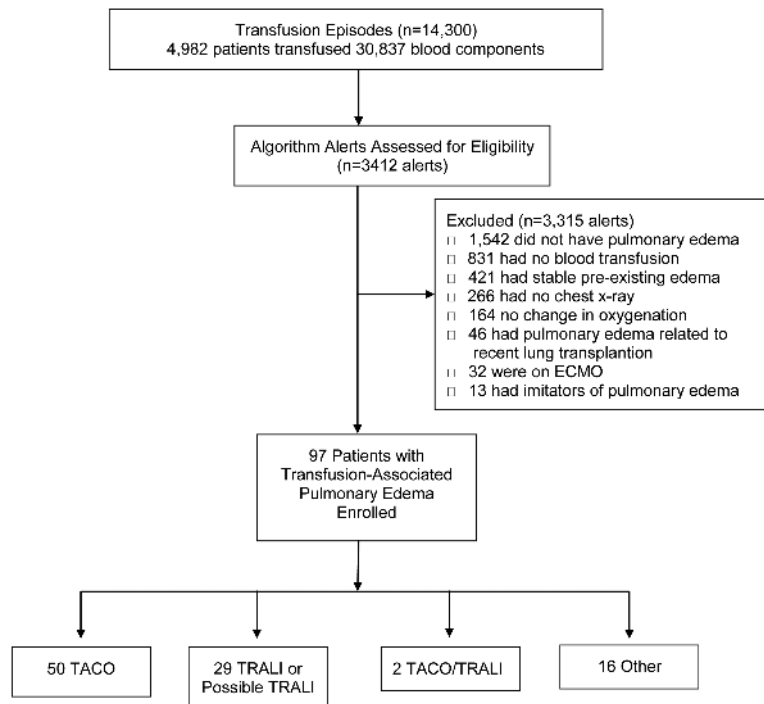 Transfusion Episodes (n=14,300)
4,982 patients transfused 30,837 blood components
Algorithm Alerts Assessed for Eligibility
(n=3412 alerts)
Excluded (n=3,315 alerts)
□ 1,542 did not have pulmonary edema
□ 831 had no blood transfusion
□ 421 had stable pre-existing edema
□ 266 had no chest x-ray
□ 164 no change in oxygenation
□ 46 had pulmonary edema related to
recent lung transplantion
□ 32 were on ECMO
□ 13 had imitators of pulmonary edema
97 Patients with
Transfusion-Associated
Pulmonary Edema
Enrolled
50 TACO
29 TRALI or
Possible TRALI
2 TACO/TRALI
16 Other